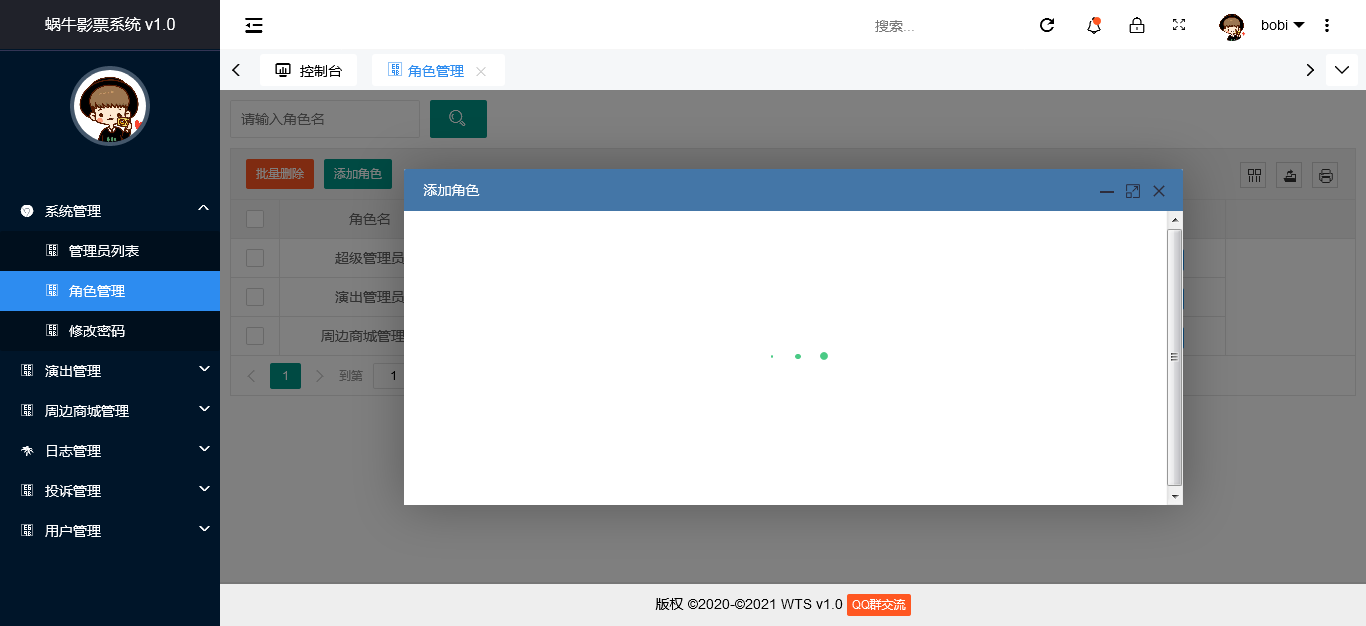 蜗牛影票系统 v1.0
搜索...
bobi
控制台
角色管理
请输入角色名
批量删除
添加角色
添加角色
角色名
超级管理员
演出管理员
周边商城管理
1
到第
1
系统管理
管理员列表
角色管理
修改密码
演出管理
周边商城管理
日志管理
投诉管理
用户管理
版权 ©2020-©2021 WTS v1.0 QQ群交流